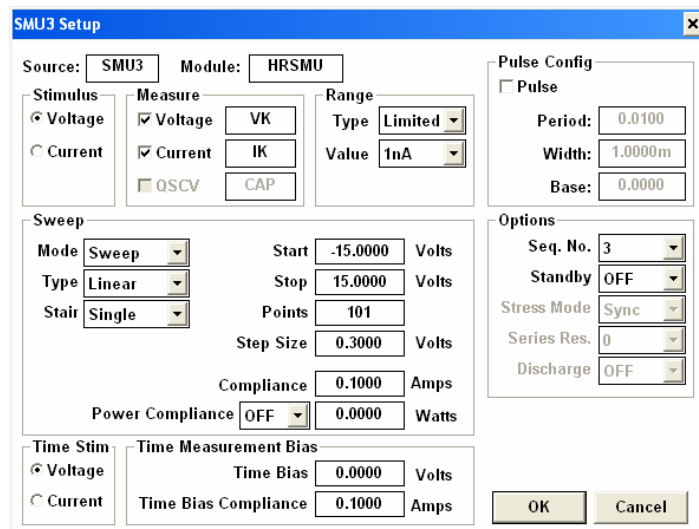 SMU3 Setup
Source: SMU3 Module: HRSMU
Stimulus
Voltage
Current
Measure
Voltage VK
Current IK
QSCV CAP
Range
Type Limited
Value 1nA
Pulse Config
Pulse
Period: 0.0100
Width: 1.0000m
Base: 0.0000
Sweep
Mode Sweep
Type Linear
Stair Single
Start -15.0000 Volts
Stop 15.0000 Volts
Points 101
Step Size 0.3000 Volts
Compliance 0.1000 Amps
Power Compliance OFF 0.0000 Watts
Options
Seq. No. 3
Standby OFF
Stress Mode Sync
Series Res. 0
Discharge OFF
Time Stim
Voltage
Current
Time Measurement Bias
Time Bias 0.0000 Volts
Time Bias Compliance 0.1000 Amps
OK Cancel